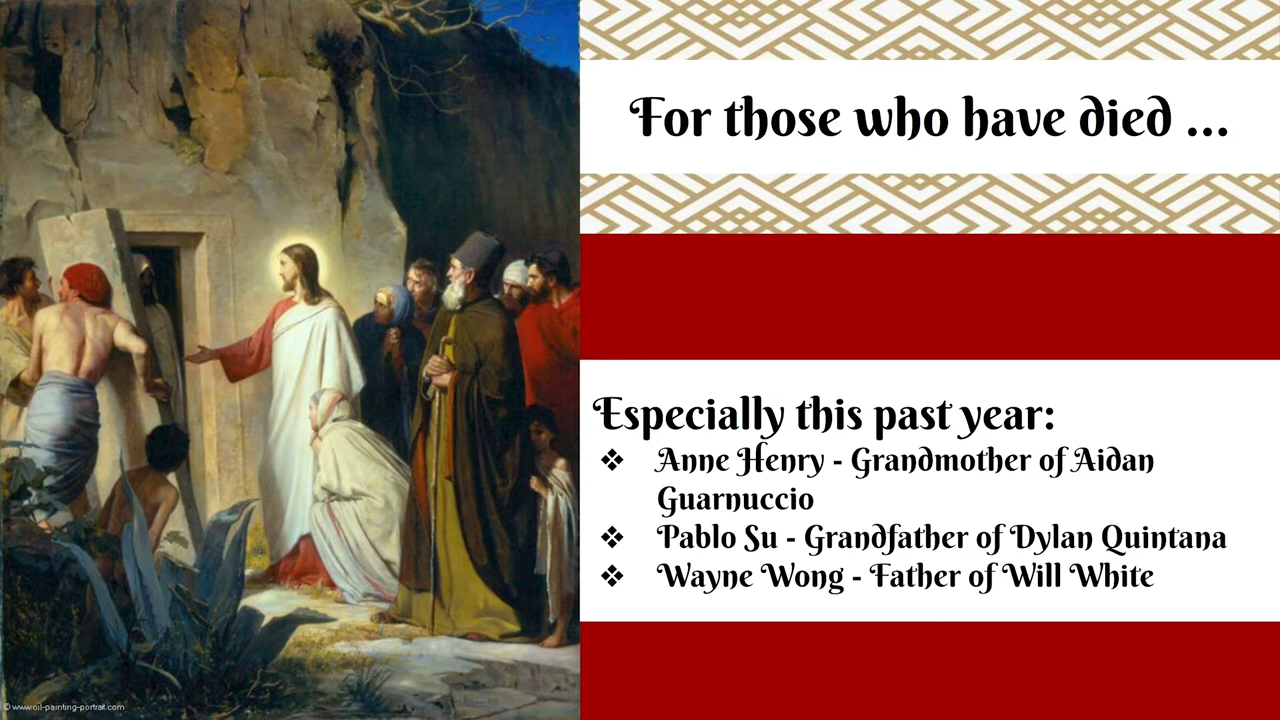 For those who have died ...
Especially this past year:
❖ Anne Henry - Grandmother of Aidan
Guarnuccio
❖ Pablo Su - Grandfather of Dylan Quintana
❖ Wayne Wong - Father of Will White
© www.oil-painting-portrait.com